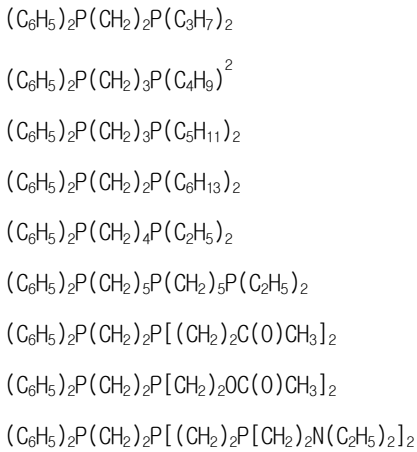 (C₆H₅)₂P(CH₂)₂P(C₃H₇)₂
(C₆H₅)₂P(CH₂)₃P(C₄H₉)²
(C₆H₅)₂P(CH₂)₃P(C₅H₁₁)₂
(C₆H₅)₂P(CH₂)₂P(C₆H₁₃)₂
(C₆H₅)₂P(CH₂)₄P(C₂H₅)₂
(C₆H₅)₂P(CH₂)₅P(CH₂)₅P(C₂H₅)₂
(C₆H₅)₂P(CH₂)₂P[(CH₂)₂C(O)CH₃]₂
(C₆H₅)₂P(CH₂)₂P[CH₂)₂OC(O)CH₃]₂
(C₆H₅)₂P(CH₂)₂P[(CH₂)₂P[CH₂)₂N(C₂H₅)₂]₂